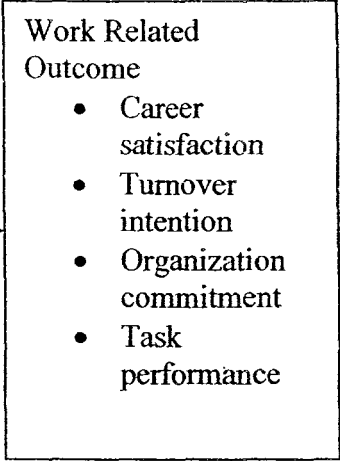 Work Related
Outcome
• Career
satisfaction
• Turnover
intention
• Organization
commitment
• Task
performance